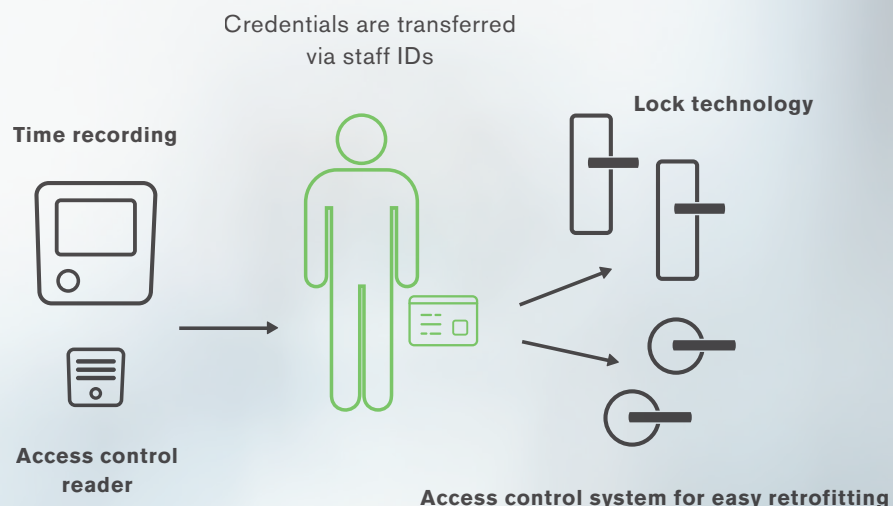 Credentials are transferred
via staff IDs
Lock technology
Time recording
Access control
reader
Access control system for easy retrofitting